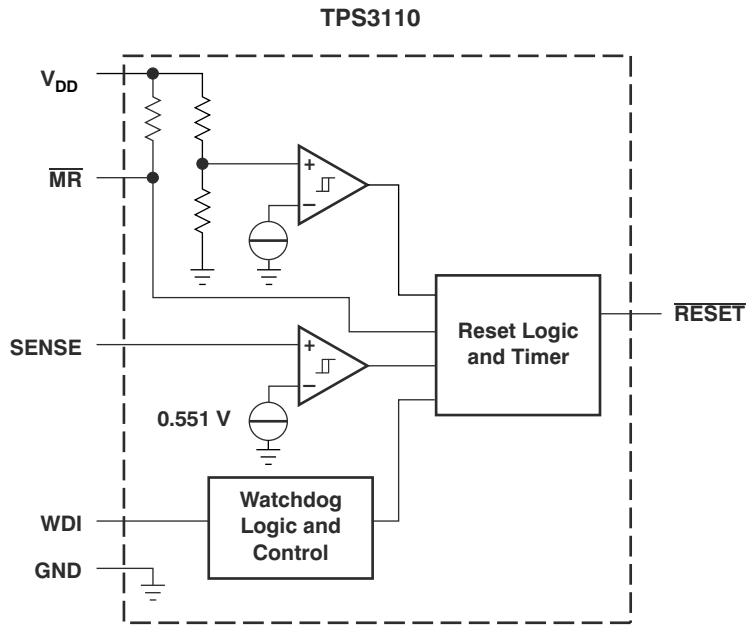 TPS3110
VDD
MR
+
−
SENSE
+
−
0.551 V
Reset Logic
and Timer
RESET
WDI
Watchdog
Logic and
Control
GND